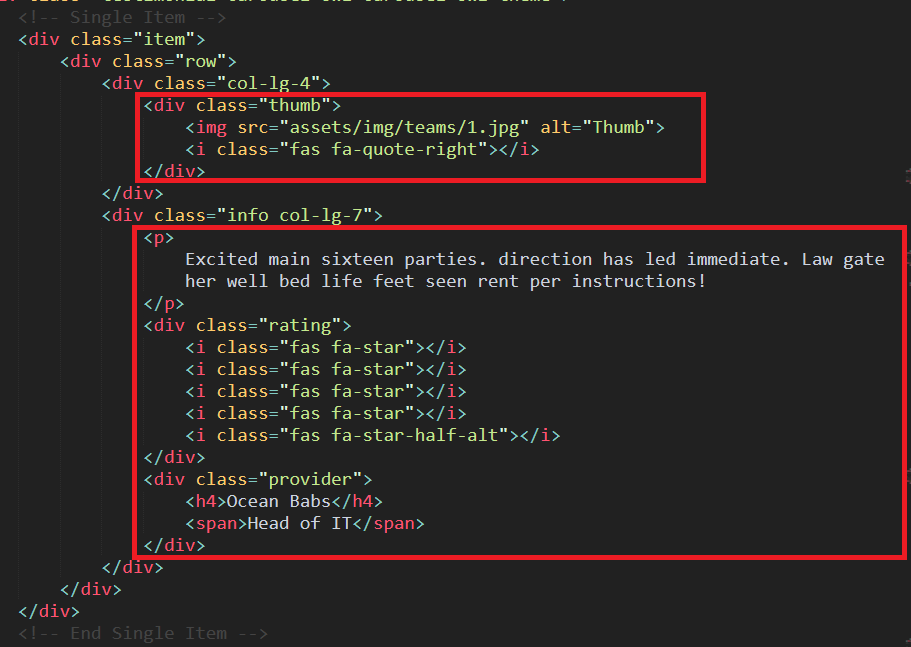 <!-- Single Item -->
<div class="item">
<div class="row">
<div class="col-lg-4">
<div class="thumb">
<img src="assets/img/teams/1.jpg" alt="Thumb">
<i class="fas fa-quote-right"></i>
</div>
</div>
<div class="info col-lg-7">
<p>
Excited main sixteen parties. direction has led immediate. Law gate
her well bed life feet seen rent per instructions!
</p>
<div class="rating">
<i class="fas fa-star"></i>
<i class="fas fa-star"></i>
<i class="fas fa-star"></i>
<i class="fas fa-star"></i>
<i class="fas fa-star-half-alt"></i>
</div>
<div class="provider">
<h4>Ocean Babs</h4>
<span>Head of IT</span>
</div>
</div>
</div>
</div>
<!-- End Single Item -->